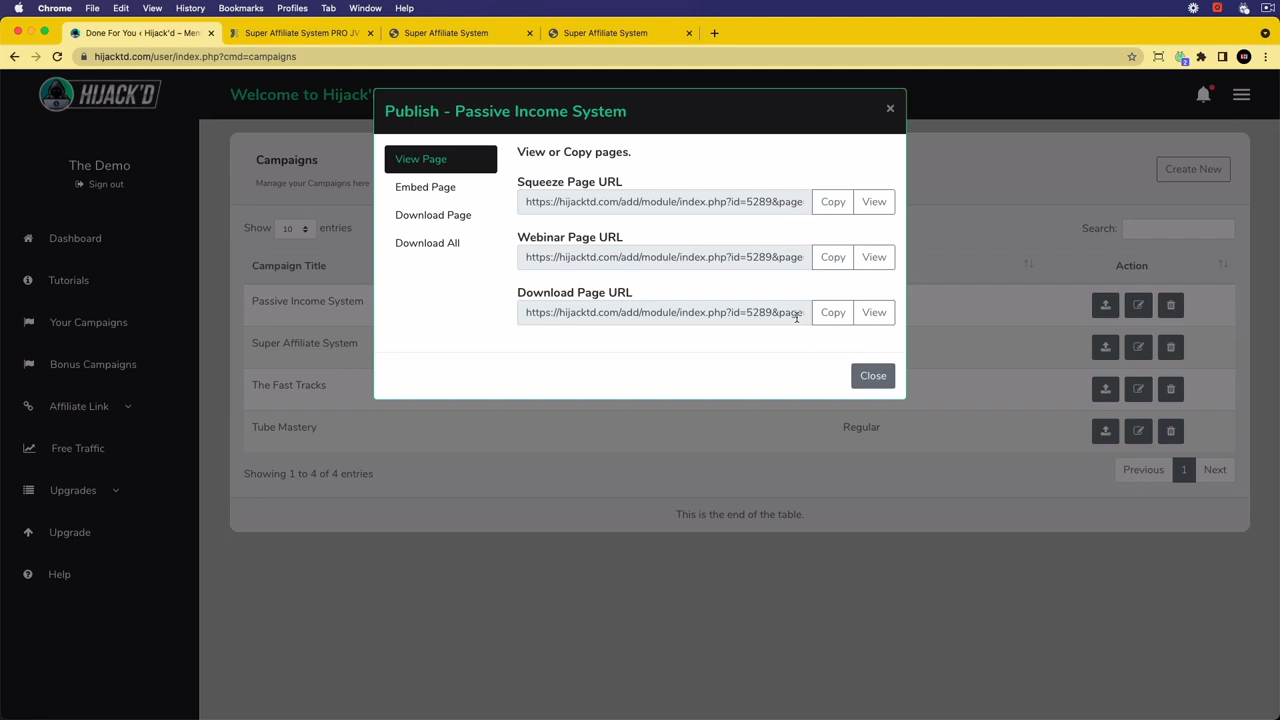 Chrome File Edit View History Bookmarks Profiles Tab Window Help
Done For You ‹ Hijack'd – Mem
Super Affiliate System PRO JV
Super Affiliate System
Super Affiliate System
hijacktd.com/user/index.php?cmd=campaigns
2
HIJACK'D
Welcome to Hijack'
The Demo
Sign out
Dashboard
Tutorials
Your Campaigns
Bonus Campaigns
Affiliate Link
Free Traffic
Upgrades
Upgrade
Help
Campaigns
Manage your Campaigns here
Create New
Show 10 entries
Search:
Campaign Title
Action
Passive Income System
Super Affiliate System
The Fast Tracks
Tube Mastery
Regular
Showing 1 to 4 of 4 entries
Previous 1 Next
This is the end of the table.
Publish - Passive Income System
×
View Page
Embed Page
Download Page
Download All
View or Copy pages.
Squeeze Page URL
https://hijacktd.com/add/module/index.php?id=5289&page
Copy View
Webinar Page URL
https://hijacktd.com/add/module/index.php?id=5289&page
Copy View
Download Page URL
https://hijacktd.com/add/module/index.php?id=5289&page
Copy View
Close